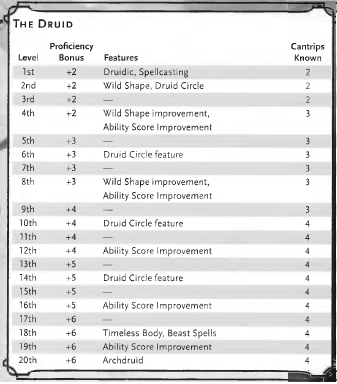 THE DRUID
Proficiency Cantrips
Level Bonus Features Known
1st +2 Druidic, Spellcasting 2
2nd +2 Wild Shape, Druid Circle 2
3rd +2 — 2
4th +2 Wild Shape improvement, 3
Ability Score Improvement
5th +3 — 3
6th +3 Druid Circle feature 3
7th +3 — 3
8th +3 Wild Shape improvement, 3
Ability Score Improvement
9th +4 — 3
10th +4 Druid Circle feature 4
11th +4 — 4
12th +4 Ability Score Improvement 4
13th +5 — 4
14th +5 Druid Circle feature 4
15th +5 — 4
16th +5 Ability Score Improvement 4
17th +6 — 4
18th +6 Timeless Body, Beast Spells 4
19th +6 Ability Score Improvement 4
20th +6 Archdruid 4